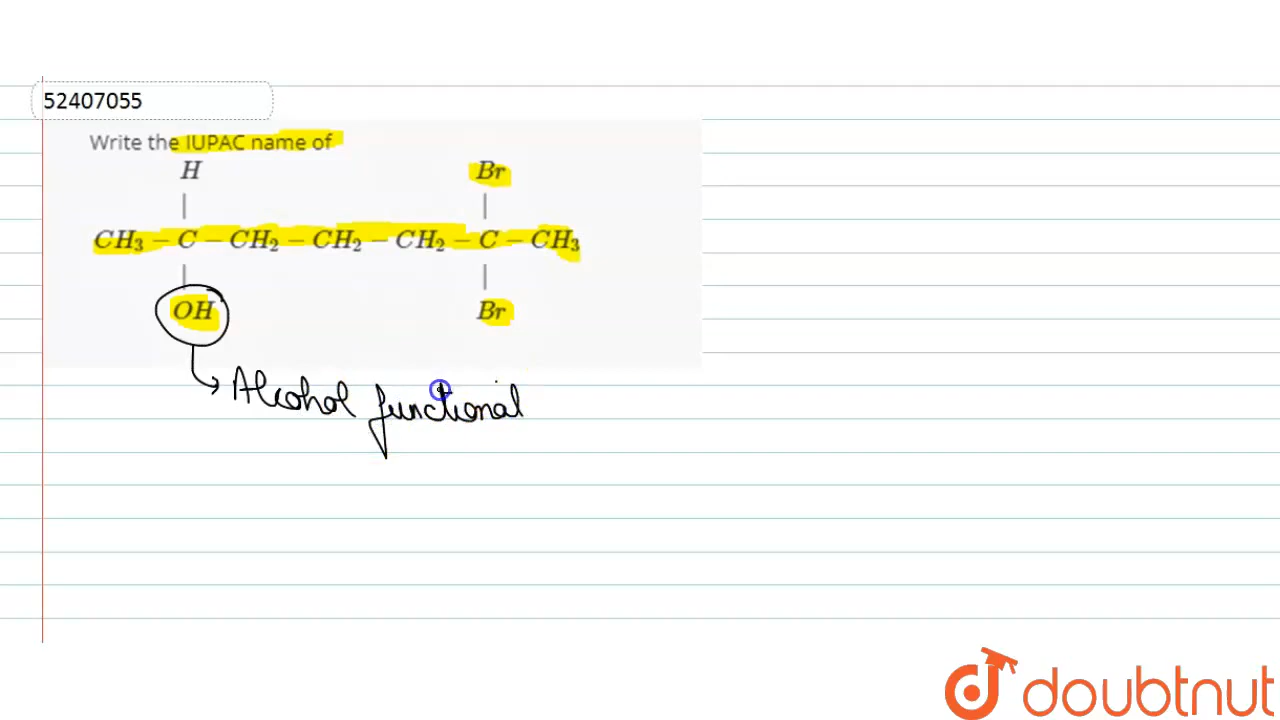 52407055
Write the IUPAC name of
H Br
| |
CH₃ − C − CH₂ − CH₂ − CH₂ − C − CH₃
| |
OH Br
Alcohol functional
doubtnut